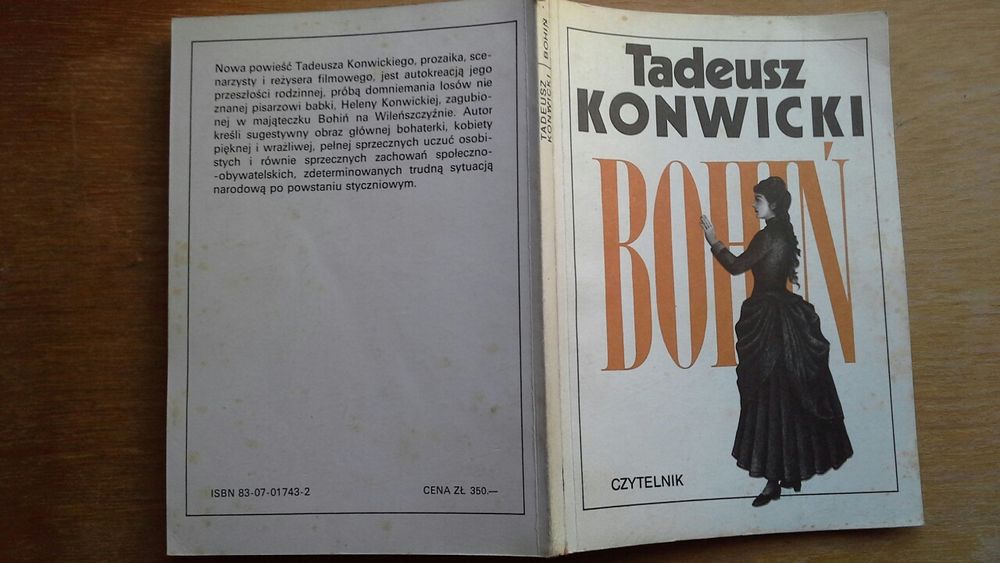 Nowa powieść Tadeusza Konwickiego, prozaika, sce-
narzysty i reżysera filmowego, jest autokreacją jego
przeszłości rodzinnej, próbą domniemania losów nie
znanej pisarzowi babki, Heleny Konwickiej, zagubio-
nej w mająteczku Bohiń na Wileńszczyźnie. Autor
kreśli sugestywny obraz głównej bohaterki, kobiety
pięknej i wrażliwej, pełnej sprzecznych uczuć osobi-
stych i równie sprzecznych zachowań społeczno-
-obywatelskich, zdeterminowanych trudną sytuacją
narodową po powstaniu styczniowym.
ISBN 83-07-01743-2
CENA ZŁ 350.—
TADEUSZ
KONWICKI / BOHIŃ
Tadeusz
KONWICKI
BOHIŃ
CZYTELNIK